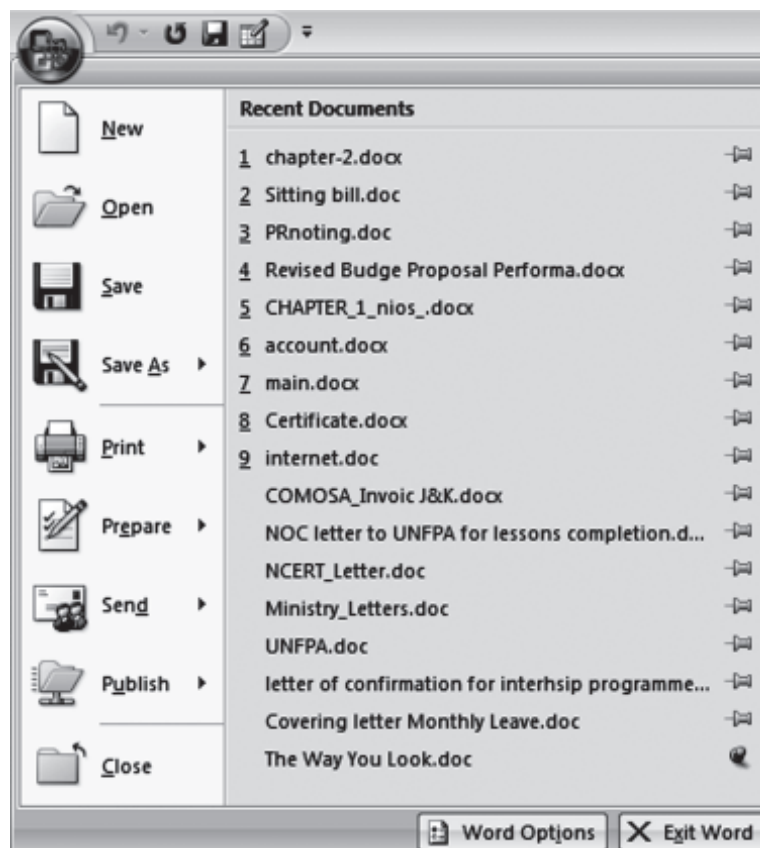 New
Open
Save
Save As
Print
Prepare
Send
Publish
Close
Recent Documents
1 chapter-2.docx
2 Sitting bill.doc
3 PRnoting.doc
4 Revised Budge Proposal Performa.docx
5 CHAPTER_1_nios_.docx
6 account.docx
7 main.docx
8 Certificate.docx
9 internet.doc
COMOSA_Invoic J&K.docx
NOC letter to UNFPA for lessons completion.d...
NCERT_Letter.doc
Ministry_Letters.doc
UNFPA.doc
letter of confirmation for interhsip programme...
Covering letter Monthly Leave.doc
The Way You Look.doc
Word Options
Exit Word